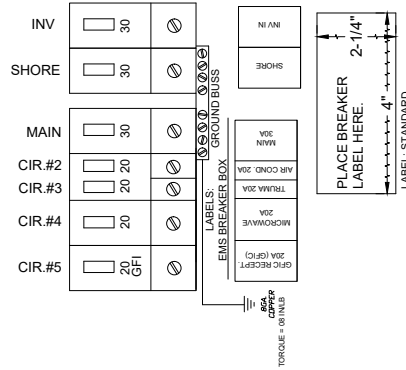 INV
30
SHORE
30
MAIN
30
CIR.#2
20
CIR.#3
20
CIR.#4
20
CIR.#5
20
GFI
GROUND BUSS
LABELS:
EMS BREAKER BOX
INV IN
SHORE
MAIN
30A
AIR COND. 20A
TRUMA 20A
MICROWAVE
20A
GFIC RECEPT.
20A (GFIC)
8GA.
COPPER
TORQUE = 08 IN/LB
2-1/4"
PLACE BREAKER
LABEL HERE.
4"
LABEL: STANDARD